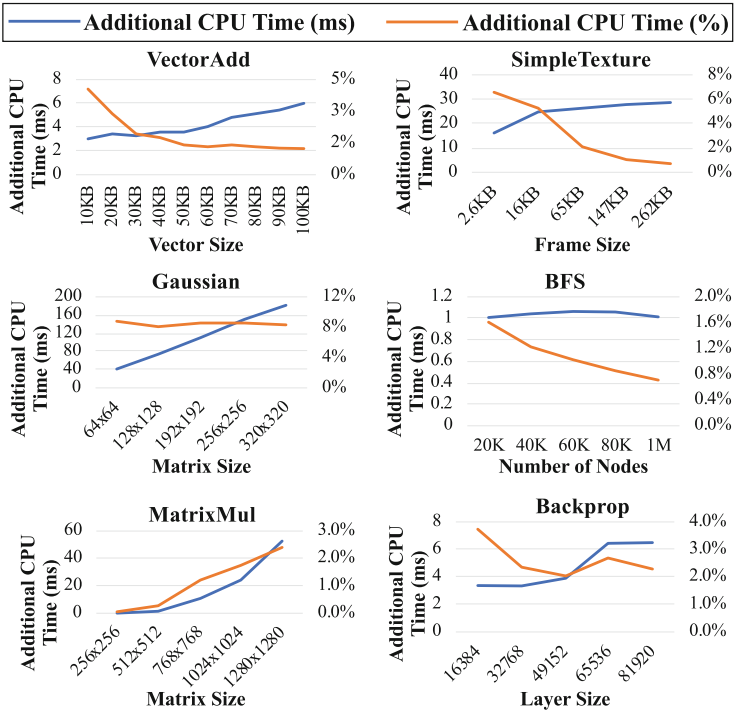 Additional CPU Time (ms) Additional CPU Time (%)
VectorAdd
Additional CPU
Time (ms)
8
6
4
2
0
5%
3%
2%
0%
10KB 20KB 30KB 40KB 50KB 60KB 70KB 80KB 90KB 100KB
Vector Size
SimpleTexture
Additional CPU
Time (ms)
40
30
20
10
0
8%
6%
4%
2%
0%
2.6KB 16KB 65KB 147KB 262KB
Frame Size
Gaussian
Additional CPU
Time (ms)
200
160
120
80
40
0
12%
8%
4%
0%
64x64 128x128 192x192 256x256 320x320
Matrix Size
BFS
Additional CPU
Time (ms)
1.2
1
0.8
0.6
0.4
0.2
0
2.0%
1.6%
1.2%
0.8%
0.4%
0.0%
20K 40K 60K 80K 1M
Number of Nodes
MatrixMul
Additional CPU
Time (ms)
60
40
20
0
3.0%
2.0%
1.0%
0.0%
256x256 512x512 768x768 1024x1024 1280x1280
Matrix Size
Backprop
Additional CPU
Time (ms)
8
6
4
2
0
4.0%
3.0%
2.0%
1.0%
0.0%
16384 32768 49152 65536 81920
Layer Size